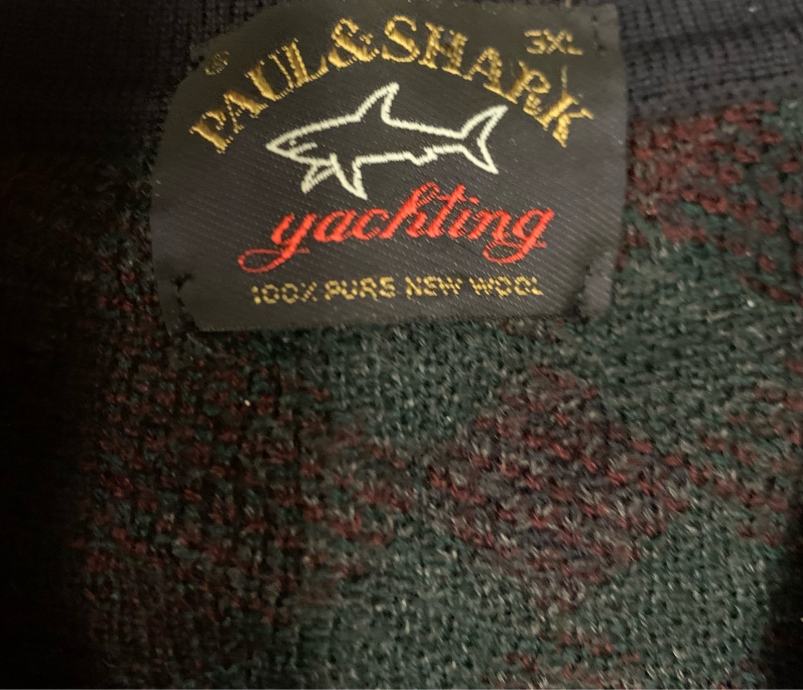 PAUL&SHARK
3XL
yachting
100% PURE NEW WOOL